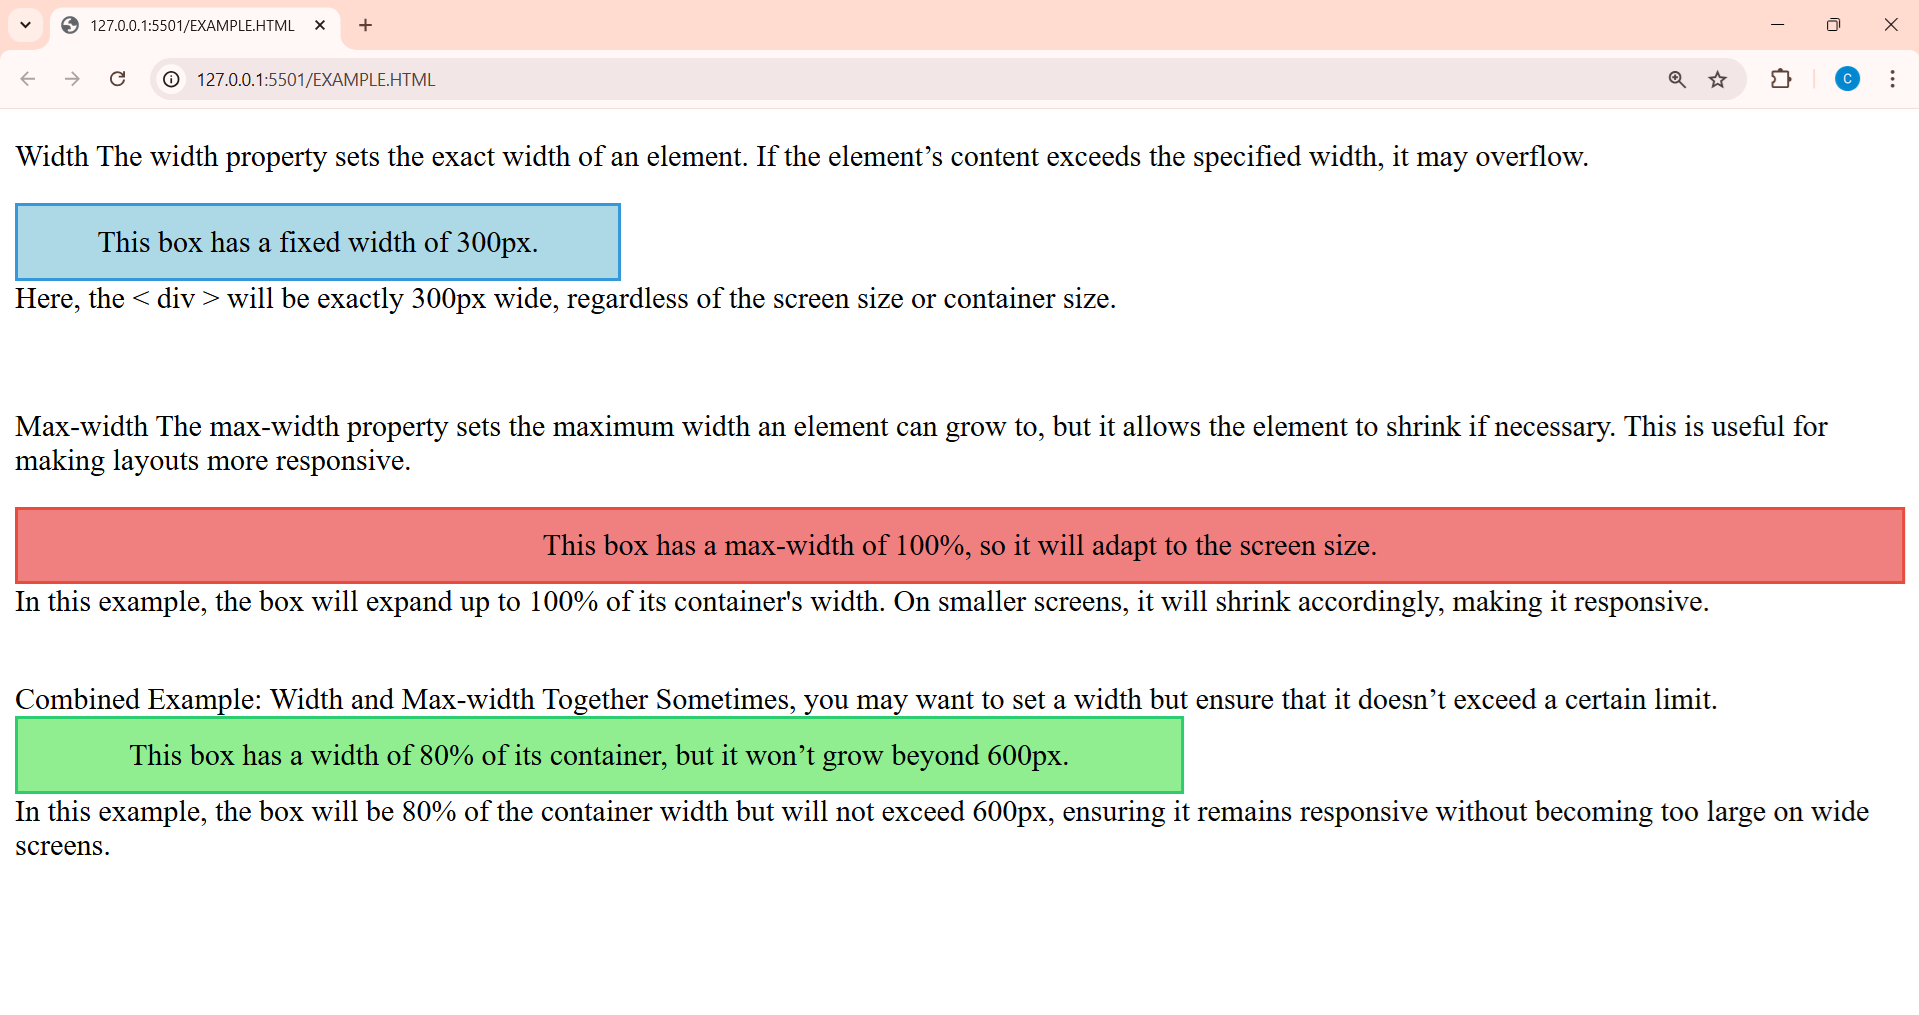 127.0.0.1:5501/EXAMPLE.HTML
127.0.0.1:5501/EXAMPLE.HTML
C
Width The width property sets the exact width of an element. If the element’s content exceeds the specified width, it may overflow.
This box has a fixed width of 300px.
Here, the < div > will be exactly 300px wide, regardless of the screen size or container size.
Max-width The max-width property sets the maximum width an element can grow to, but it allows the element to shrink if necessary. This is useful for
making layouts more responsive.
This box has a max-width of 100%, so it will adapt to the screen size.
In this example, the box will expand up to 100% of its container's width. On smaller screens, it will shrink accordingly, making it responsive.
Combined Example: Width and Max-width Together Sometimes, you may want to set a width but ensure that it doesn’t exceed a certain limit.
This box has a width of 80% of its container, but it won’t grow beyond 600px.
In this example, the box will be 80% of the container width but will not exceed 600px, ensuring it remains responsive without becoming too large on wide
screens.